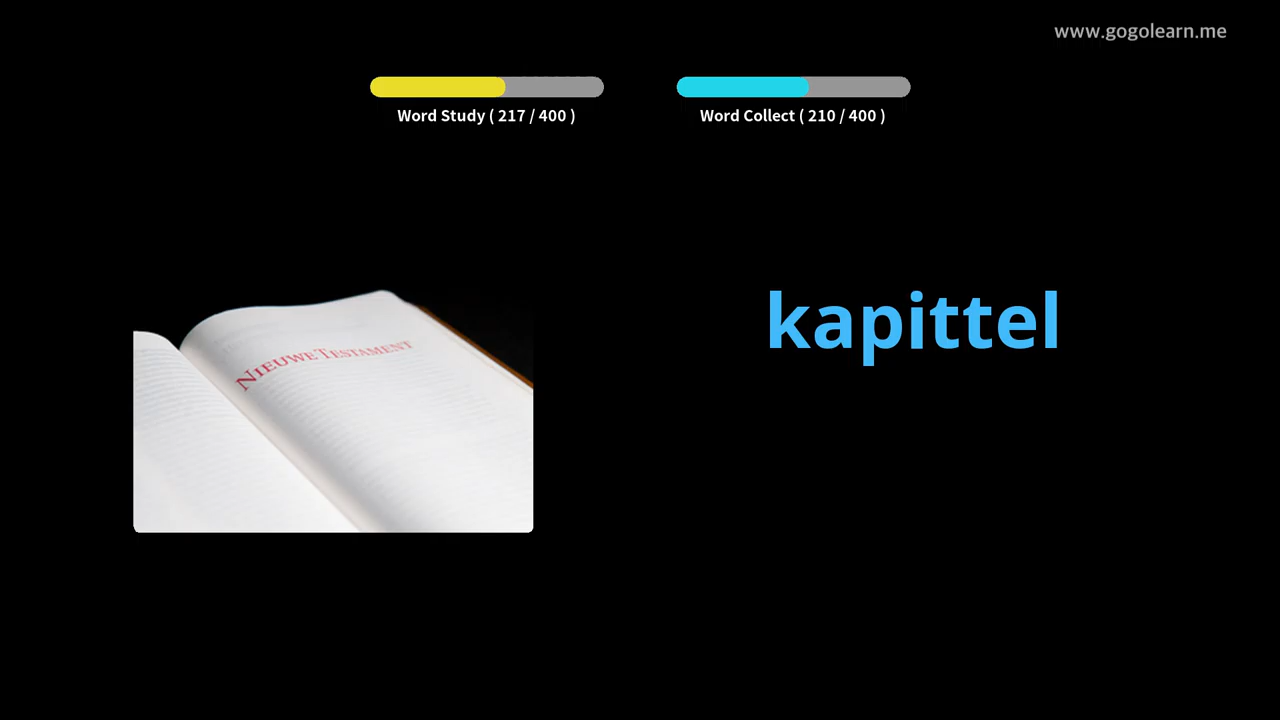 www.gogolearn.me
Word Study ( 217 / 400 )
Word Collect ( 210 / 400 )
kapittel
NIEUWE TESTAMENT